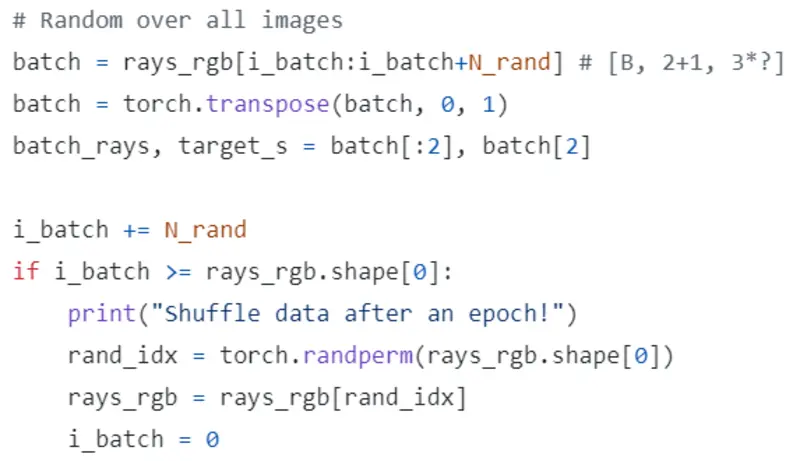 # Random over all images
batch = rays_rgb[i_batch:i_batch+N_rand] # [B, 2+1, 3*?]
batch = torch.transpose(batch, 0, 1)
batch_rays, target_s = batch[:2], batch[2]

i_batch += N_rand
if i_batch >= rays_rgb.shape[0]:
    print("Shuffle data after an epoch!")
    rand_idx = torch.randperm(rays_rgb.shape[0])
    rays_rgb = rays_rgb[rand_idx]
    i_batch = 0